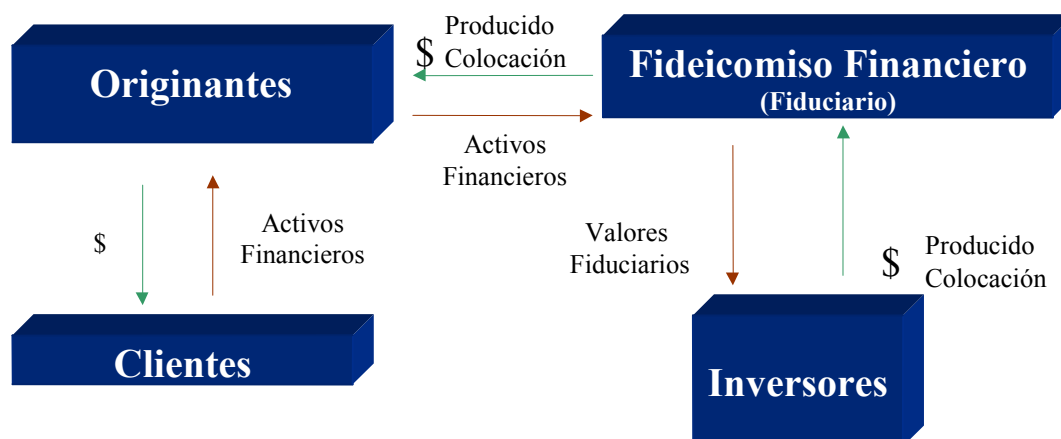 Originantes
$ Producido
Colocación
Fideicomiso Financiero
(Fiduciario)
Activos
Financieros
$
Activos
Financieros
Valores
Fiduciarios
$ Producido
Colocación
Clientes
Inversores